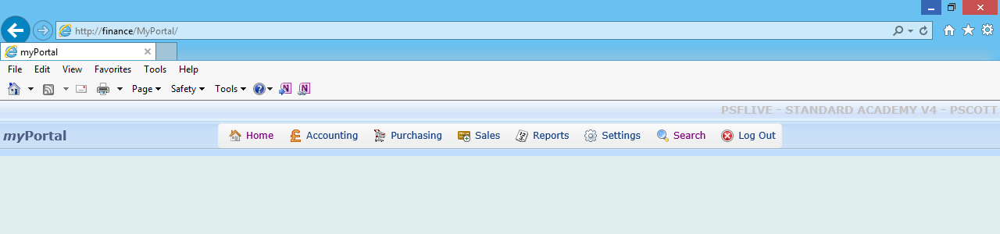 http://finance/MyPortal/
myPortal
File Edit View Favorites Tools Help
Page Safety Tools
PSFLIVE - STANDARD ACADEMY V4 - PSCOTT
myPortal Home Accounting Purchasing Sales Reports Settings Search Log Out